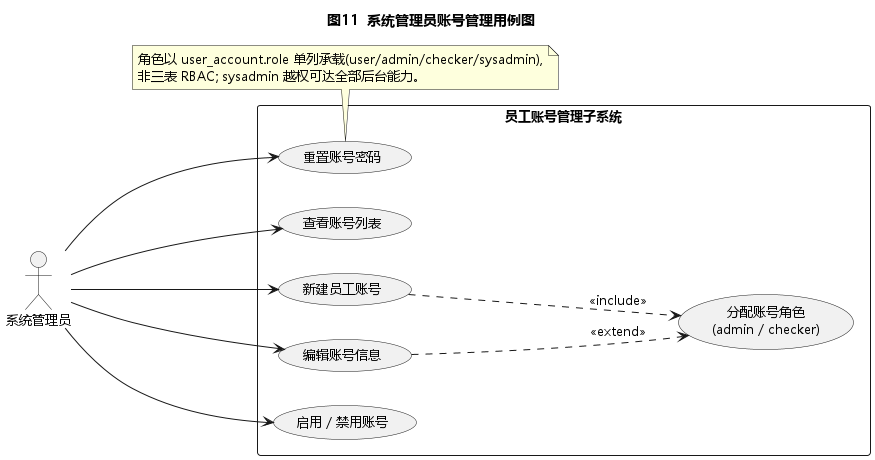 图11 系统管理员账号管理用例图
角色以 user_account.role 单列承载(user/admin/checker/sysadmin),
非三表 RBAC; sysadmin 越权可达全部后台能力。
员工账号管理子系统
重置账号密码
查看账号列表
新建员工账号
«include»
分配账号角色
(admin / checker)
系统管理员
«extend»
编辑账号信息
启用 / 禁用账号